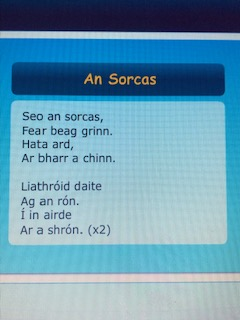 An Sorcas
Seo an sorcas,
Fear beag grinn.
Hata ard,
Ar bharr a chinn.
Liathróid daite
Ag an rón.
Í in airde
Ar a shrón. (x2)